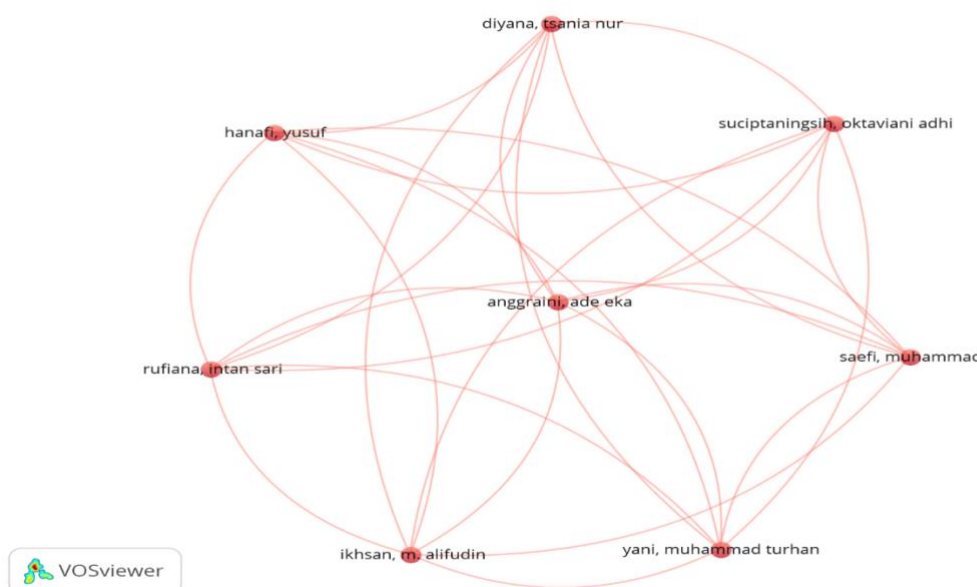 diyana, tsania nur
suciptaningsih, oktaviani adhi
hanafi, yusuf
anggraini, ade eka
saefi, muhammad
rufiana, intan sari
yani, muhammad turhan
ikhsan, m. alifudin
VOSviewer